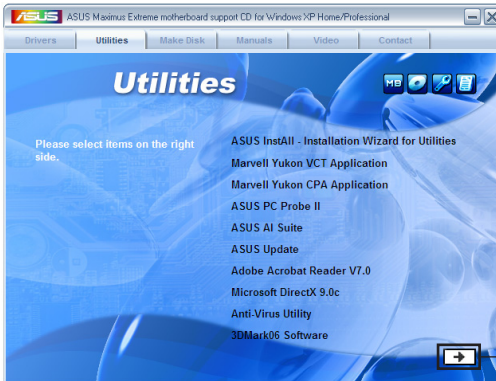 ASUS ASUS Maximus Extreme motherboard support CD for Windows XP Home/Professional
Drivers Utilities Make Disk Manuals Video Contact
Utilities
MB
Please select items on the right
side.
ASUS InstAll - Installation Wizard for Utilities
Marvell Yukon VCT Application
Marvell Yukon CPA Application
ASUS PC Probe II
ASUS AI Suite
ASUS Update
Adobe Acrobat Reader V7.0
Microsoft DirectX 9.0c
Anti-Virus Utility
3DMark06 Software